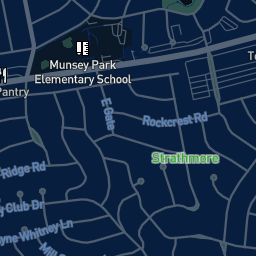 Munsey Park
Elementary School
Pantry
E Gate
Rockcrest Rd
Strathmore
Ridge Rd
Club Dr
Whitney Ln